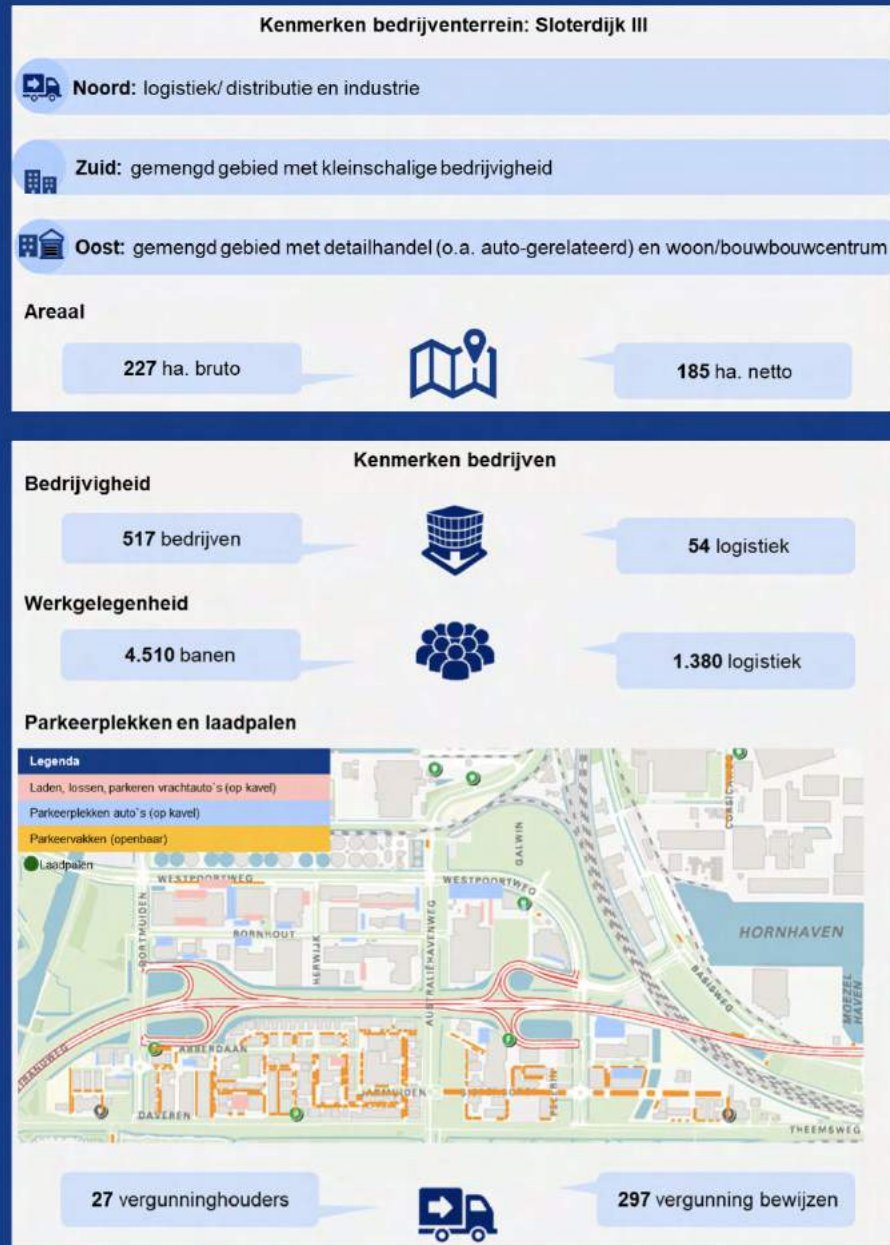 Kenmerken bedrijventerrein: Sloterdijk III
Noord: logistiek/ distributie en industrie
Zuid: gemengd gebied met kleinschalige bedrijvigheid
Oost: gemengd gebied met detailhandel (o.a. auto-gerelateerd) en woon/bouwbouwcentrum
Areaal
227 ha. bruto
185 ha. netto
Kenmerken bedrijven
Bedrijvigheid
517 bedrijven
54 logistiek
Werkgelegenheid
4.510 banen
1.380 logistiek
Parkeerplekken en laadpalen
Legenda
Laden, lossen, parkeren vrachtauto`s (op kavel)
Parkeerplekken auto`s (op kavel)
Parkeervakken (openbaar)
Laadpalen
CORSICAWEG
GALWIN
WESTPOORTWEG
WESTPOORTWEG
DORTMUIDEN
BORNHOUT
HERWIJK
AUSTRALIËHAVENWEG
HORNHAVEN
BASISWEG
MOEZEL
HAVEN
ABBERDAAN
DAVEREN
THEEMSWEG
27 vergunninghouders
297 vergunning bewijzen